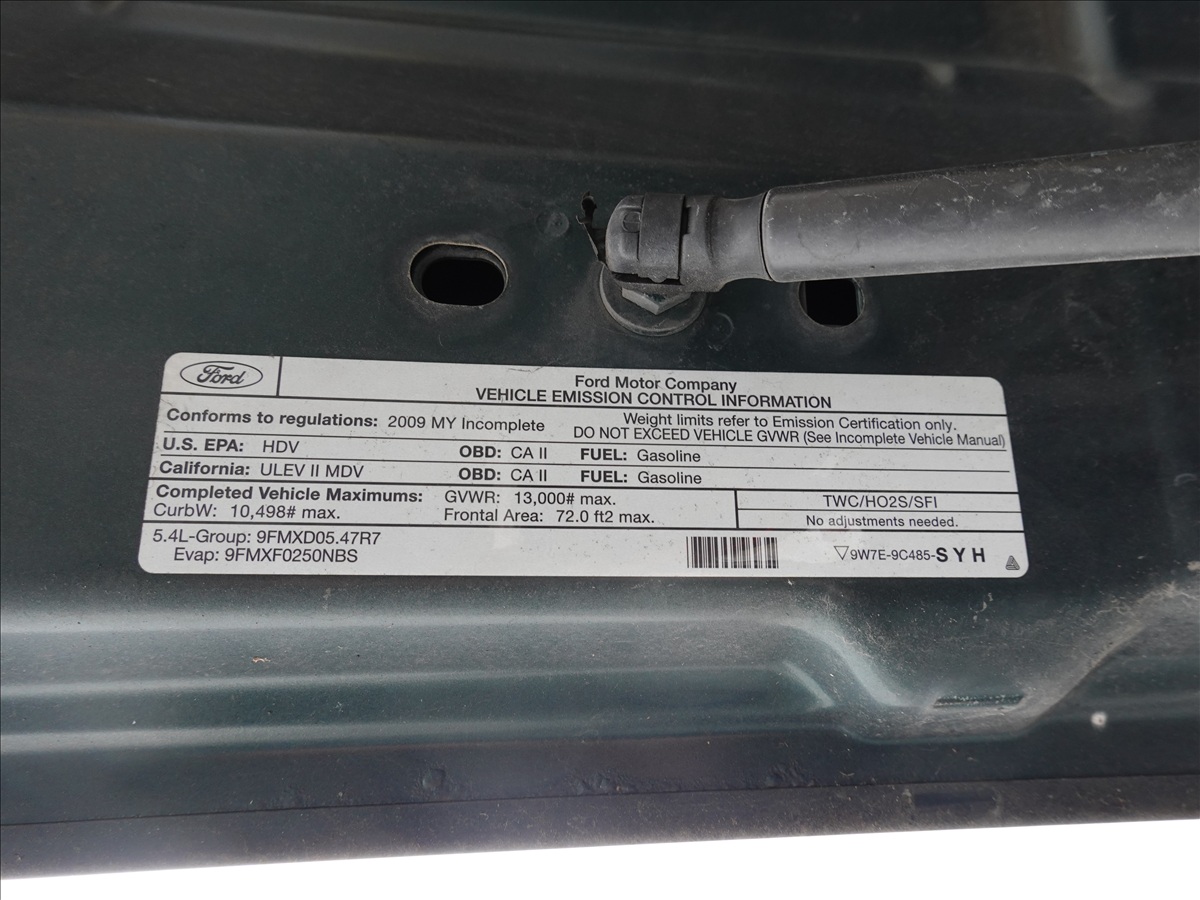 Ford
Ford Motor Company
VEHICLE EMISSION CONTROL INFORMATION
Conforms to regulations: 2009 MY Incomplete
Weight limits refer to Emission Certification only.
DO NOT EXCEED VEHICLE GVWR (See Incomplete Vehicle Manual)
U.S. EPA: HDV OBD: CA II FUEL: Gasoline
California: ULEV II MDV OBD: CA II FUEL: Gasoline
Completed Vehicle Maximums: GVWR: 13,000# max.
CurbW: 10,498# max. Frontal Area: 72.0 ft2 max.
TWC/HO2S/SFI
No adjustments needed.
5.4L-Group: 9FMXD05.47R7
Evap: 9FMXF0250NBS
9W7E-9C485-SYH